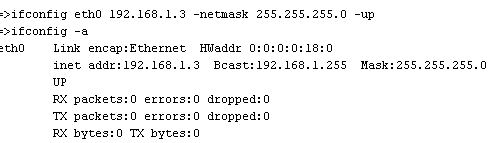 =>ifconfig eth0 192.168.1.3 -netmask 255.255.255.0 -up
=>ifconfig -a
eth0 Link encap:Ethernet HWaddr 0:0:0:0:18:0
inet addr:192.168.1.3 Bcast:192.168.1.255 Mask:255.255.255.0
UP
RX packets:0 errors:0 dropped:0
TX packets:0 errors:0 dropped:0
RX bytes:0 TX bytes:0